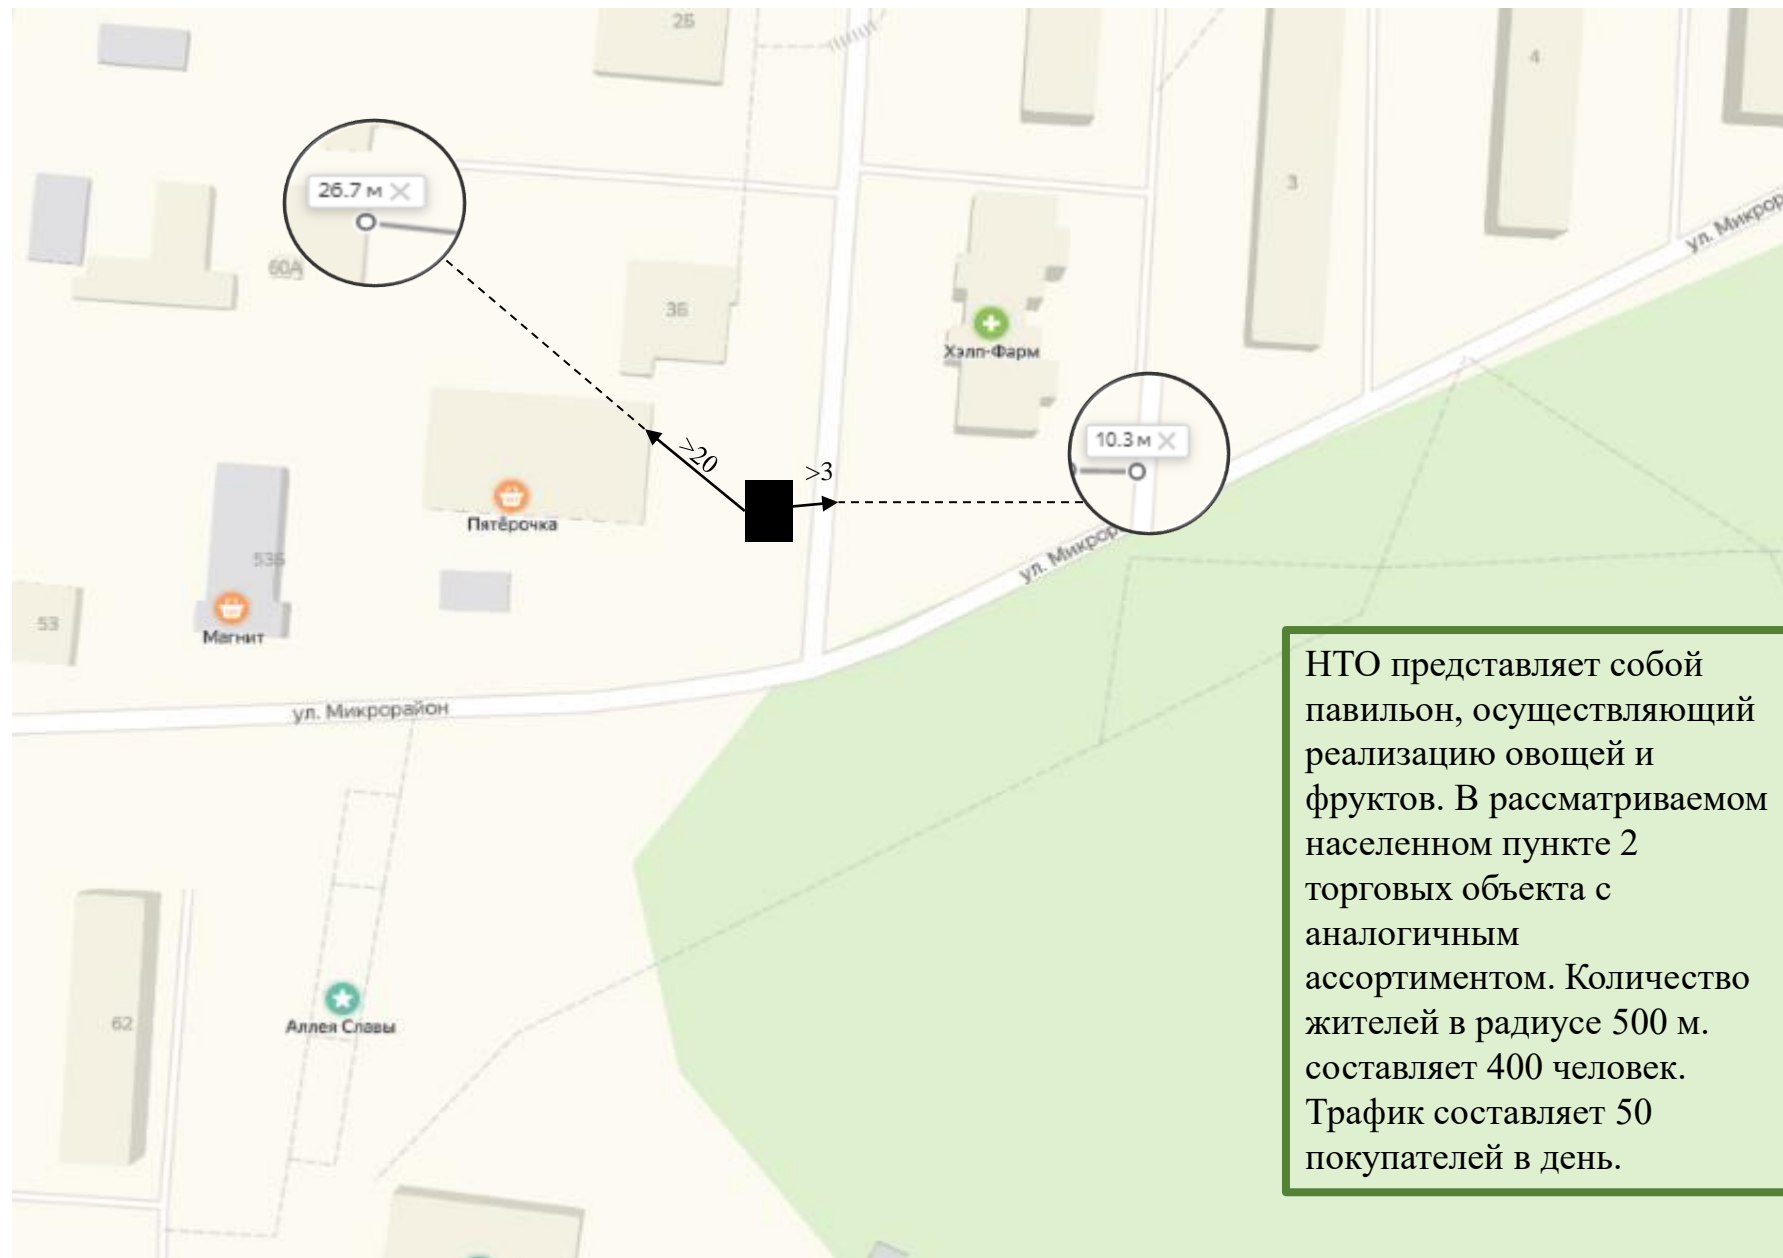 2Б
4
26.7 м
3
ул. Микрорай
60А
3Б
Хэлп-Фарм
10.3 м
>20
>3
Пятёрочка
ул. Микрор
53Б
53
Магнит
ул. Микрорайон
НТО представляет собой
павильон, осуществляющий
реализацию овощей и
фруктов. В рассматриваемом
населенном пункте 2
торговых объекта с
аналогичным
ассортиментом. Количество
жителей в радиусе 500 м.
составляет 400 человек.
Трафик составляет 50
покупателей в день.
62
Аллея Славы